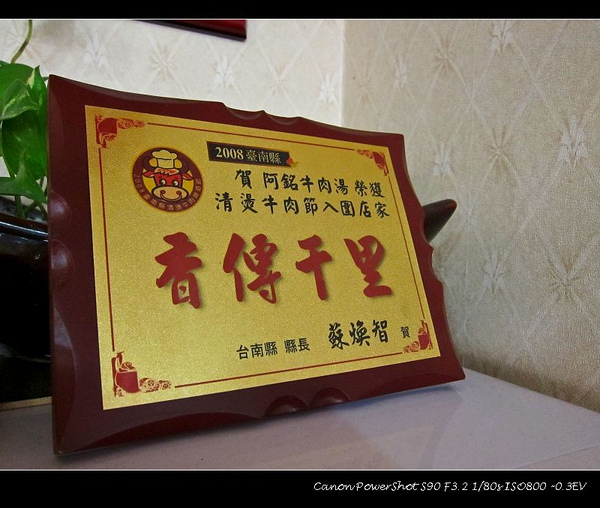 2008臺南縣
賀 阿銘牛肉湯 榮獲
清燙牛肉節入圍店家
香傳千里
台南縣 縣長 蘇煥智 賀
Canon PowerShot S90 F3.2 1/80s ISO800 -0.3EV